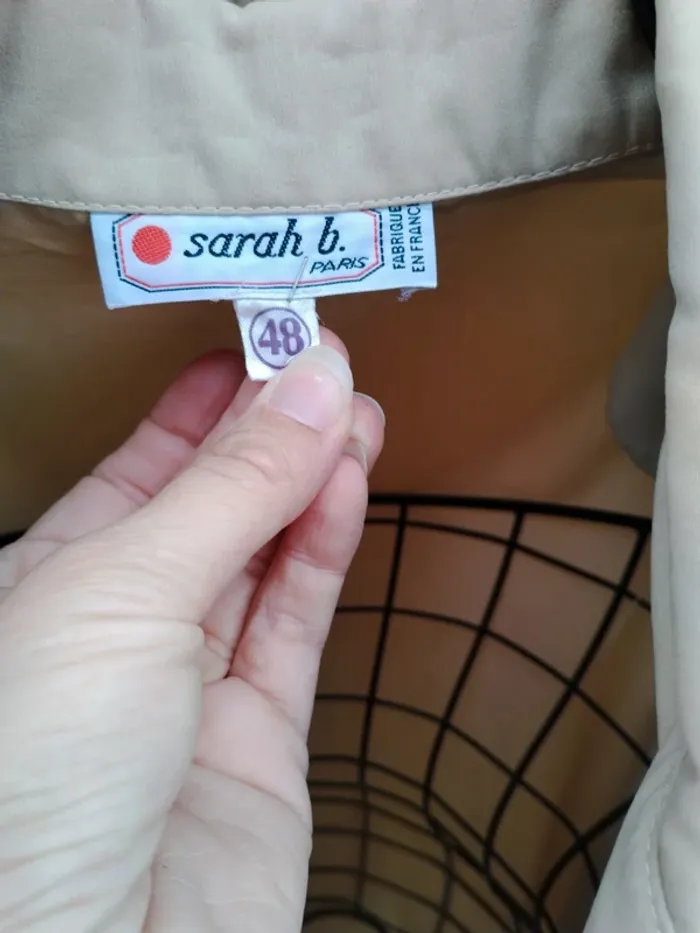 sarah b.
PARIS
FABRIQUE
EN FRANCE
48